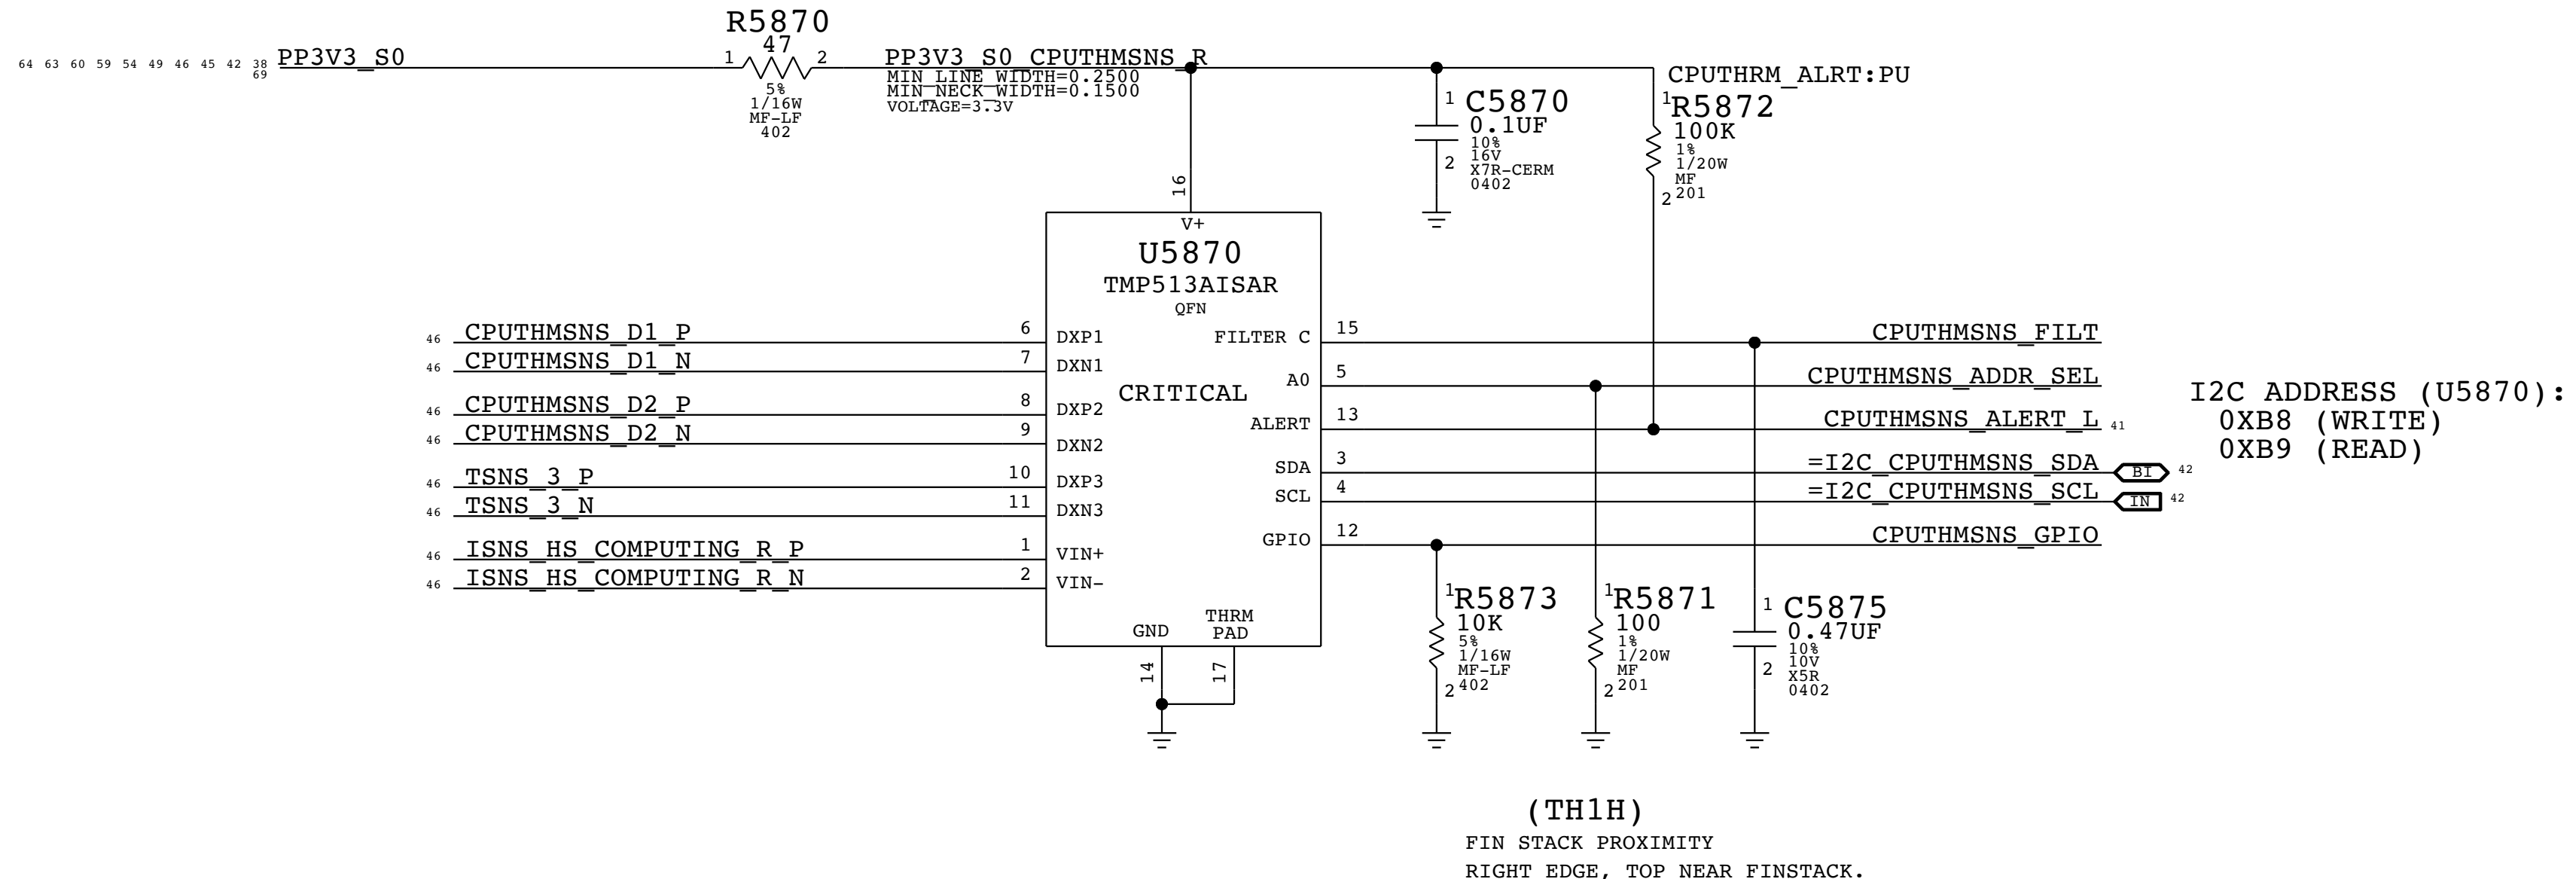 R5870
47
1
2
5%
1/16W
MF-LF
402
64 63 60 59 54 49 46 45 42 38
69
PP3V3_S0
PP3V3_S0_CPUTHMSNS_R
MIN_LINE_WIDTH=0.2500
MIN_NECK_WIDTH=0.1500
VOLTAGE=3.3V
1
C5870
0.1UF
10%
16V
X7R-CERM
0402
2
CPUTHRM_ALRT:PU
1
R5872
100K
1%
1/20W
MF
201
2
16
V+
U5870
TMP513AISAR
QFN
CRITICAL
46 CPUTHMSNS_D1_P 6 DXP1
46 CPUTHMSNS_D1_N 7 DXN1
46 CPUTHMSNS_D2_P 8 DXP2
46 CPUTHMSNS_D2_N 9 DXN2
46 TSNS_3_P 10 DXP3
46 TSNS_3_N 11 DXN3
46 ISNS_HS_COMPUTING_R_P 1 VIN+
46 ISNS_HS_COMPUTING_R_N 2 VIN-
FILTER C 15 CPUTHMSNS_FILT
A0 5 CPUTHMSNS_ADDR_SEL
ALERT 13 CPUTHMSNS_ALERT_L 41
SDA 3 =I2C_CPUTHMSNS_SDA BI 42
SCL 4 =I2C_CPUTHMSNS_SCL IN 42
GPIO 12 CPUTHMSNS_GPIO
I2C ADDRESS (U5870):
0XB8 (WRITE)
0XB9 (READ)
GND
THRM
PAD
14
17
1
R5873
10K
5%
1/16W
MF-LF
402
2
1
R5871
100
1%
1/20W
MF
201
2
1
C5875
0.47UF
10%
10V
X5R
0402
2
(TH1H)
FIN STACK PROXIMITY
RIGHT EDGE, TOP NEAR FINSTACK.